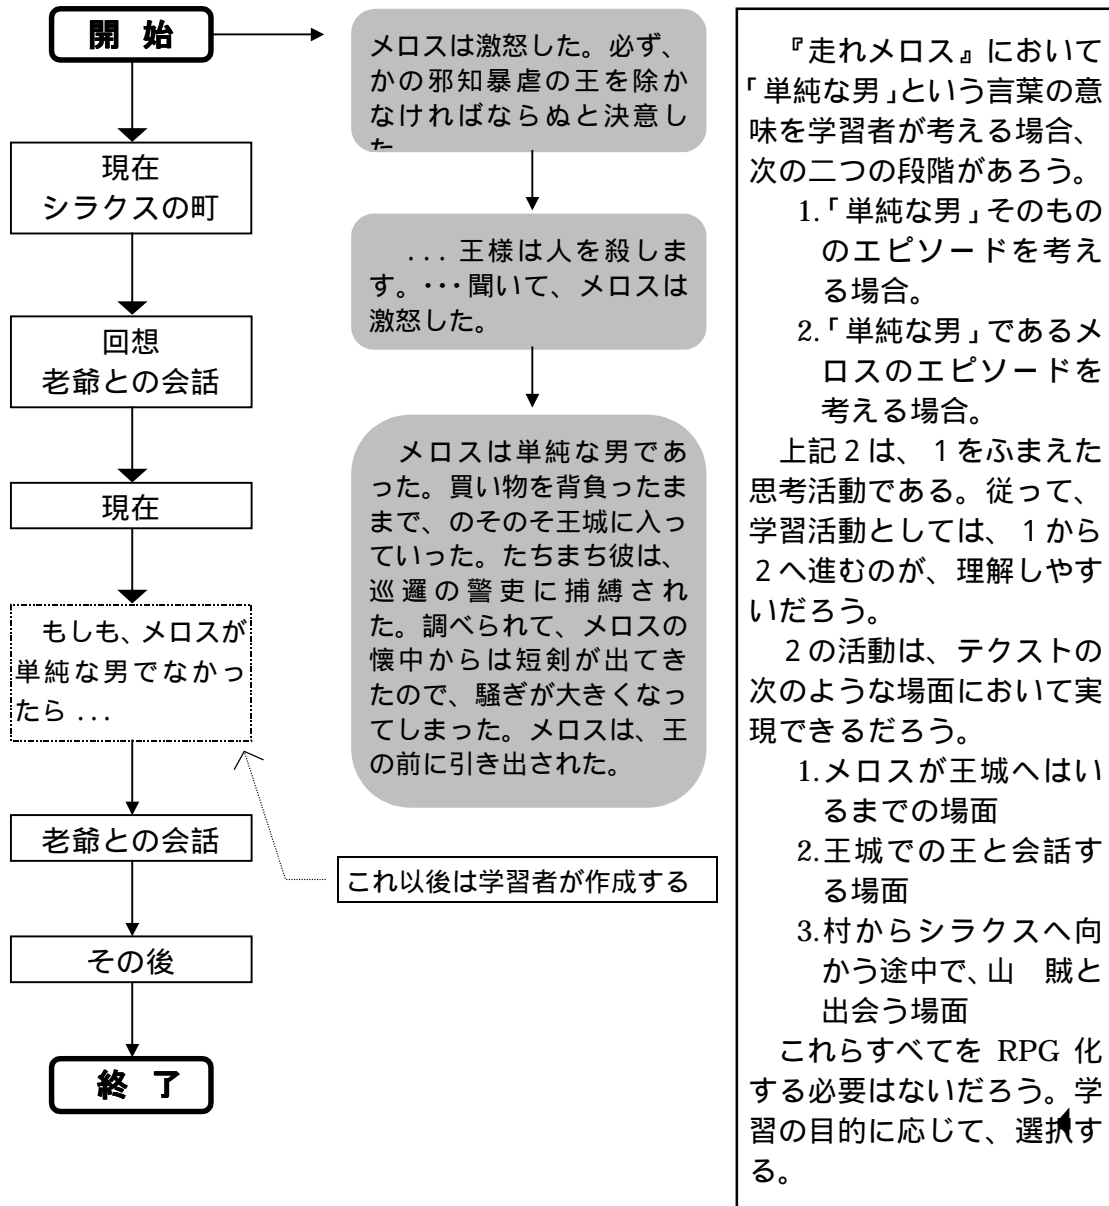 開 始
現在
シラクスの町
回想
老爺との会話
現在
もしも、メロスが
単純な男でなかっ
たら ...
老爺との会話
その後
終 了
メロスは激怒した。必ず、
かの邪知暴虐の王を除か
なければならぬと決意し
た
...王様は人を殺しま
す。・・・聞いて、メロスは
激怒した。
メロスは単純な男であ
った。買い物を背負ったま
まで、のそのそ王城に入っ
ていった。たちまち彼は、
巡邏の警吏に捕縛され
た。調べられて、メロスの
懐中からは短剣が出てき
たので、騒ぎが大きくなっ
てしまった。メロスは、王
の前に引き出された。
これ以後は学習者が作成する
『走れメロス』において
「単純な男」という言葉の意
味を学習者が考える場合、
次の二つの段階があろう。
1.「単純な男」そのもの
のエピソードを考え
る場合。
2.「単純な男」であるメ
ロスのエピソードを
考える場合。
上記2は、1をふまえた
思考活動である。従って、
学習活動としては、1から
2へ進むのが、理解しやす
いだろう。
2の活動は、テクストの
次のような場面において実
現できるだろう。
1.メロスが王城へはい
るまでの場面
2.王城での王と会話す
る場面
3.村からシラクスへ向
かう途中で、山　賊と
出会う場面
これらすべてを RPG 化
する必要はないだろう。学
習の目的に応じて、選択す
る。